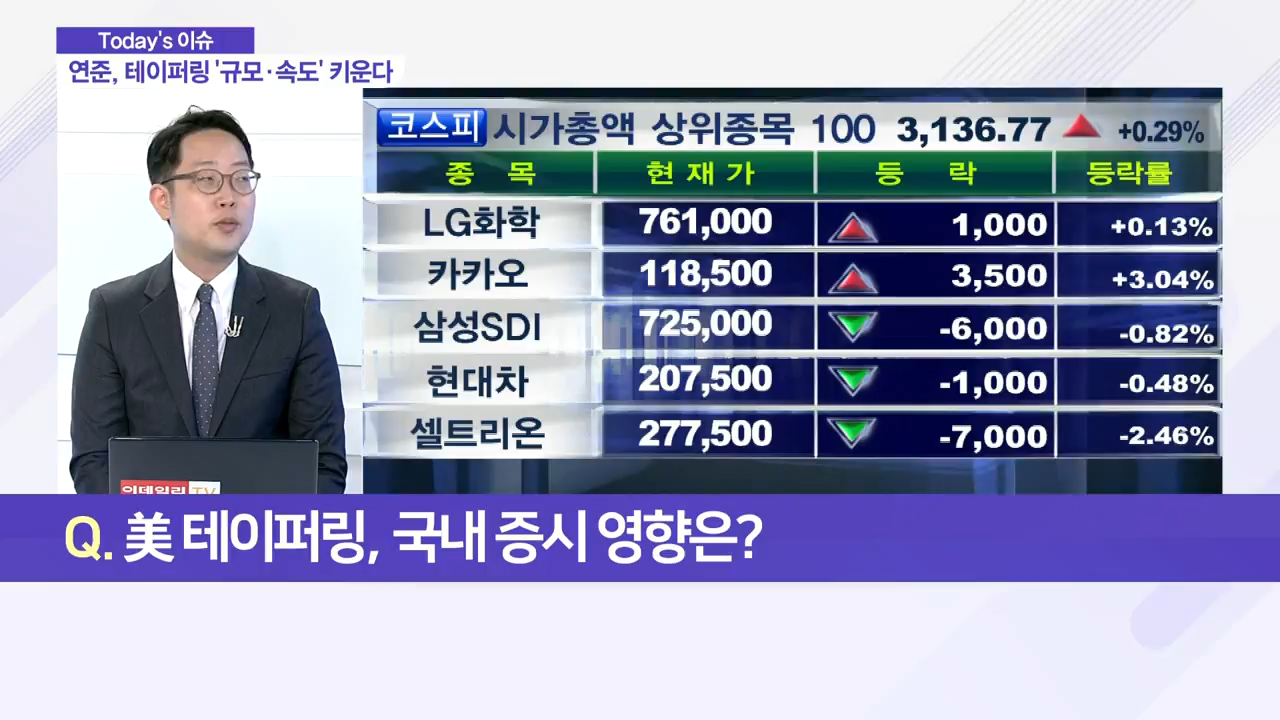 Today's 이슈
연준, 테이퍼링 '규모·속도' 키운다
코스피 시가총액 상위종목 100 3,136.77 ▲ +0.29%
종 목 현 재 가 등 락 등락률
LG화학 761,000 ▲ 1,000 +0.13%
카카오 118,500 ▲ 3,500 +3.04%
삼성SDI 725,000 ▼ -6,000 -0.82%
현대차 207,500 ▼ -1,000 -0.48%
셀트리온 277,500 ▼ -7,000 -2.46%
이데일리 TV
Q. 美 테이퍼링, 국내 증시 영향은?